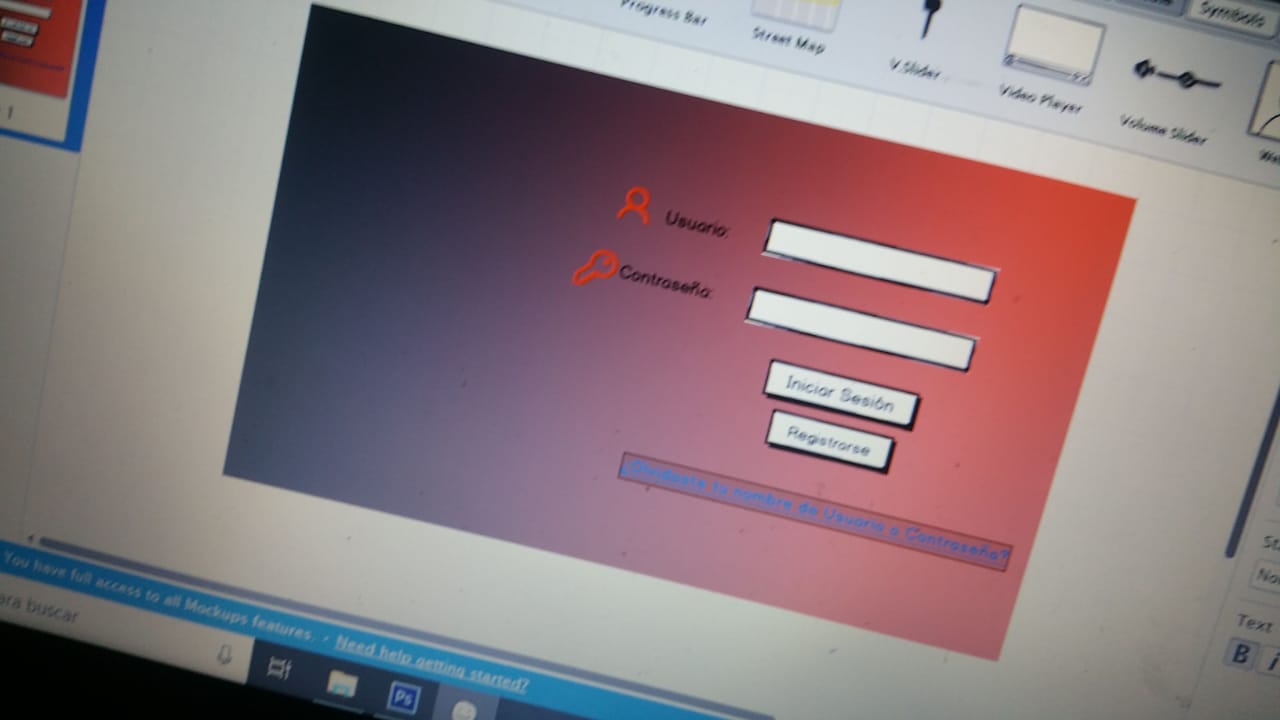 Symbols
Progress Bar
Street Map
V.Slider
Video Player
Volume Slider
1
Usuario:
Contraseña:
Iniciar Sesión
Registrarse
¿Olvidaste tu nombre de Usuario o Contraseña?
You have full access to all Mockups features. - Need help getting started?
buscar
Ps
Text
B i